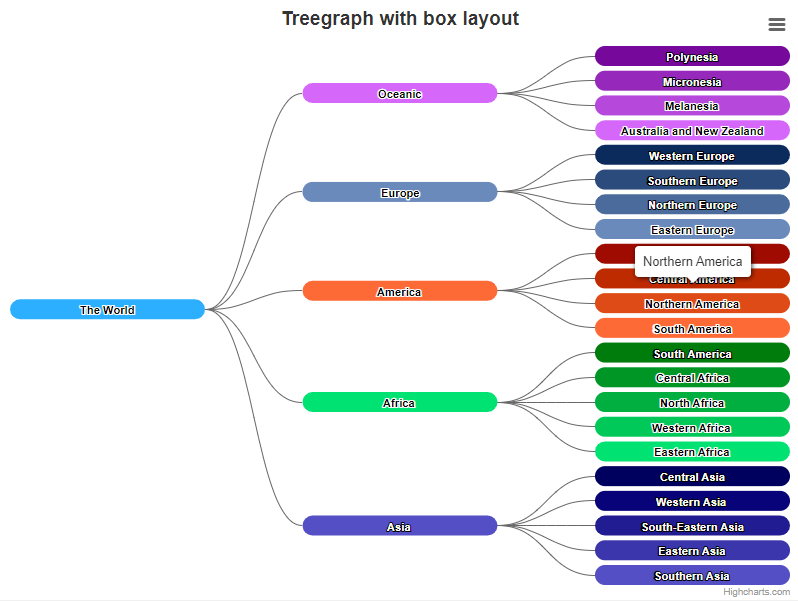 Treegraph with box layout
The World
Oceanic
Polynesia
Micronesia
Melanesia
Australia and New Zealand
Europe
Western Europe
Southern Europe
Northern Europe
Eastern Europe
America
Northern America
Central America
Northern America
South America
Africa
South America
Central Africa
North Africa
Western Africa
Eastern Africa
Asia
Central Asia
Western Asia
South-Eastern Asia
Eastern Asia
Southern Asia
Highcharts.com